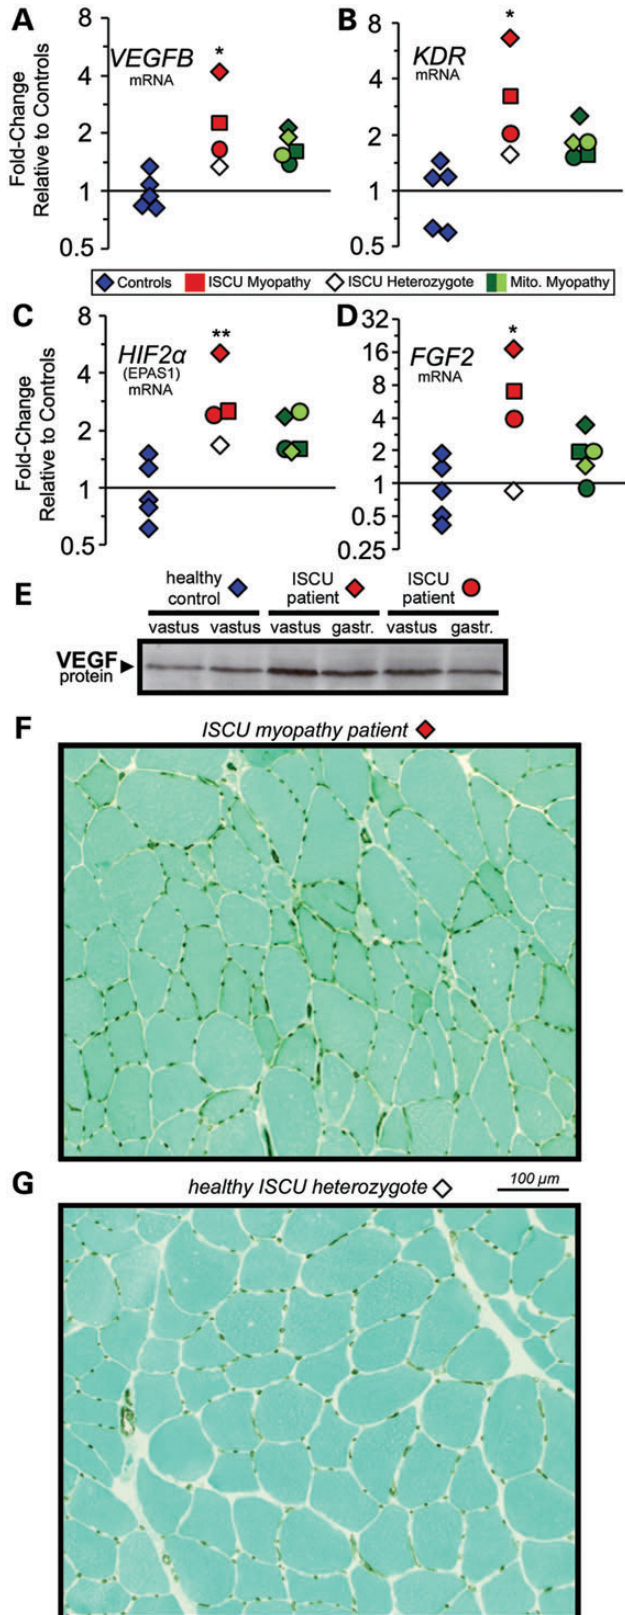 A
8
4
2
1
0.5
Fold-Change
Relative to Controls
VEGFB
mRNA
*
B
8
4
2
1
0.5
KDR
mRNA
*
Controls ISCU Myopathy ISCU Heterozygote Mito. Myopathy
C
8
4
2
1
0.5
Fold-Change
Relative to Controls
HIF2α
(EPAS1)
mRNA
**
D
32
16
8
4
2
1
0.5
0.25
FGF2
mRNA
*
E
healthy
control
ISCU
patient
ISCU
patient
vastus vastus vastus gastr. vastus gastr.
VEGF
protein
F
ISCU myopathy patient
G
healthy ISCU heterozygote
100 µm